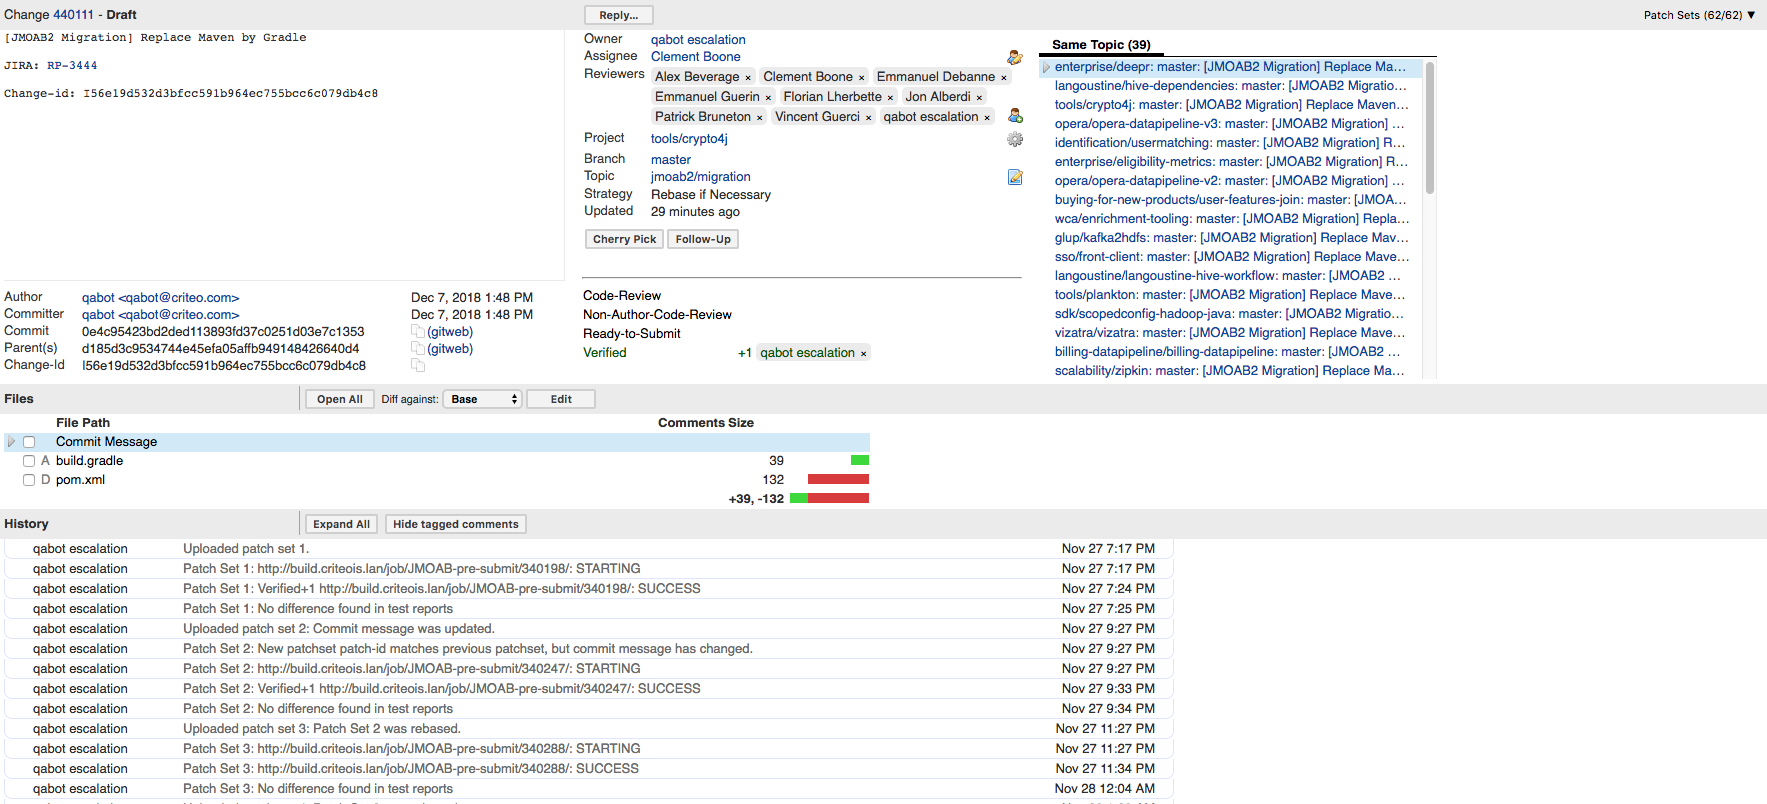 Change 440111 - Draft
Reply...
Patch Sets (62/62) ▼
[JMOAB2 Migration] Replace Maven by Gradle
JIRA: RP-3444
Change-id: I56e19d532d3bfcc591b964ec755bcc6c079db4c8
Owner qabot escalation
Assignee Clement Boone
Reviewers Alex Beverage × Clement Boone × Emmanuel Debanne ×
Emmanuel Guerin × Florian Lherbette × Jon Alberdi ×
Patrick Bruneton × Vincent Guerci × qabot escalation ×
Project tools/crypto4j
Branch master
Topic jmoab2/migration
Strategy Rebase if Necessary
Updated 29 minutes ago
Cherry Pick Follow-Up
Same Topic (39)
enterprise/deepr: master: [JMOAB2 Migration] Replace Ma...
langoustine/hive-dependencies: master: [JMOAB2 Migratio...
tools/crypto4j: master: [JMOAB2 Migration] Replace Maven...
opera/opera-datapipeline-v3: master: [JMOAB2 Migration] ...
identification/usermatching: master: [JMOAB2 Migration] R...
enterprise/eligibility-metrics: master: [JMOAB2 Migration] R...
opera/opera-datapipeline-v2: master: [JMOAB2 Migration] ...
buying-for-new-products/user-features-join: master: [JMOA...
wca/enrichment-tooling: master: [JMOAB2 Migration] Repla...
glup/kafka2hdfs: master: [JMOAB2 Migration] Replace Mav...
sso/front-client: master: [JMOAB2 Migration] Replace Mave...
langoustine/langoustine-hive-workflow: master: [JMOAB2 ...
tools/plankton: master: [JMOAB2 Migration] Replace Mave...
sdk/scopedconfig-hadoop-java: master: [JMOAB2 Migratio...
vizatra/vizatra: master: [JMOAB2 Migration] Replace Mave...
billing-datapipeline/billing-datapipeline: master: [JMOAB2 ...
scalability/zipkin: master: [JMOAB2 Migration] Replace Ma...
Author qabot <qabot@criteo.com> Dec 7, 2018 1:48 PM
Committer qabot <qabot@criteo.com> Dec 7, 2018 1:48 PM
Commit 0e4c95423bd2ded113893fd37c0251d03e7c1353 (gitweb)
Parent(s) d185d3c9534744e45efa05affb949148426640d4 (gitweb)
Change-Id I56e19d532d3bfcc591b964ec755bcc6c079db4c8
Code-Review
Non-Author-Code-Review
Ready-to-Submit
Verified +1 qabot escalation ×
Files Open All Diff against: Base Edit
File Path Comments Size
Commit Message
A build.gradle 39
D pom.xml 132
+39, -132
History Expand All Hide tagged comments
qabot escalation Uploaded patch set 1. Nov 27 7:17 PM
qabot escalation Patch Set 1: http://build.criteois.lan/job/JMOAB-pre-submit/340198/: STARTING Nov 27 7:17 PM
qabot escalation Patch Set 1: Verified+1 http://build.criteois.lan/job/JMOAB-pre-submit/340198/: SUCCESS Nov 27 7:24 PM
qabot escalation Patch Set 1: No difference found in test reports Nov 27 7:25 PM
qabot escalation Uploaded patch set 2: Commit message was updated. Nov 27 9:27 PM
qabot escalation Patch Set 2: New patchset patch-id matches previous patchset, but commit message has changed. Nov 27 9:27 PM
qabot escalation Patch Set 2: http://build.criteois.lan/job/JMOAB-pre-submit/340247/: STARTING Nov 27 9:27 PM
qabot escalation Patch Set 2: Verified+1 http://build.criteois.lan/job/JMOAB-pre-submit/340247/: SUCCESS Nov 27 9:33 PM
qabot escalation Patch Set 2: No difference found in test reports Nov 27 9:34 PM
qabot escalation Uploaded patch set 3: Patch Set 2 was rebased. Nov 27 11:27 PM
qabot escalation Patch Set 3: http://build.criteois.lan/job/JMOAB-pre-submit/340288/: STARTING Nov 27 11:27 PM
qabot escalation Patch Set 3: http://build.criteois.lan/job/JMOAB-pre-submit/340288/: SUCCESS Nov 27 11:34 PM
qabot escalation Patch Set 3: No difference found in test reports Nov 28 12:04 AM